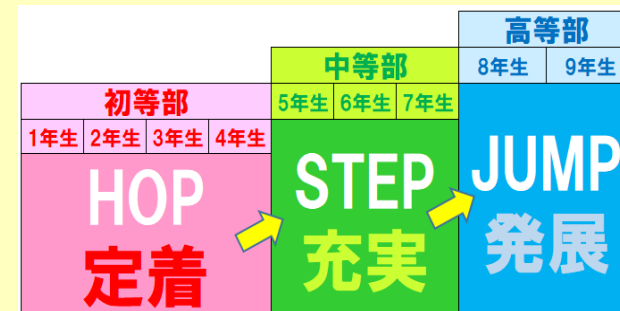 初等部
1年生 2年生 3年生 4年生
HOP
定着
中等部
5年生 6年生 7年生
STEP
充実
高等部
8年生 9年生
JUMP
発展